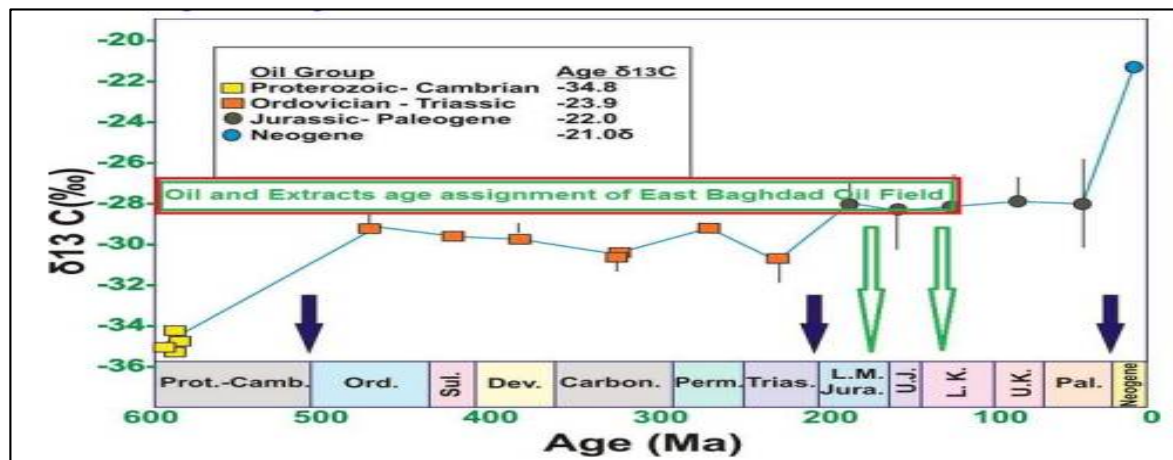 -20
-22
-24
-26
-28
-30
-32
-34
-36
δ13 C(‰)
Oil Group Age δ13C
Proterozoic- Cambrian -34.8
Ordovician - Triassic -23.9
Jurassic- Paleogene -22.0
Neogene -21.0δ
Oil and Extracts age assignment of East Baghdad Oil Field
Prot.-Camb. Ord. Sul. Dev. Carbon. Perm. Trias. L.M. Jura. U.J. L. K. U.K. Pal. Neogene
600 500 400 300 200 100 0
Age (Ma)